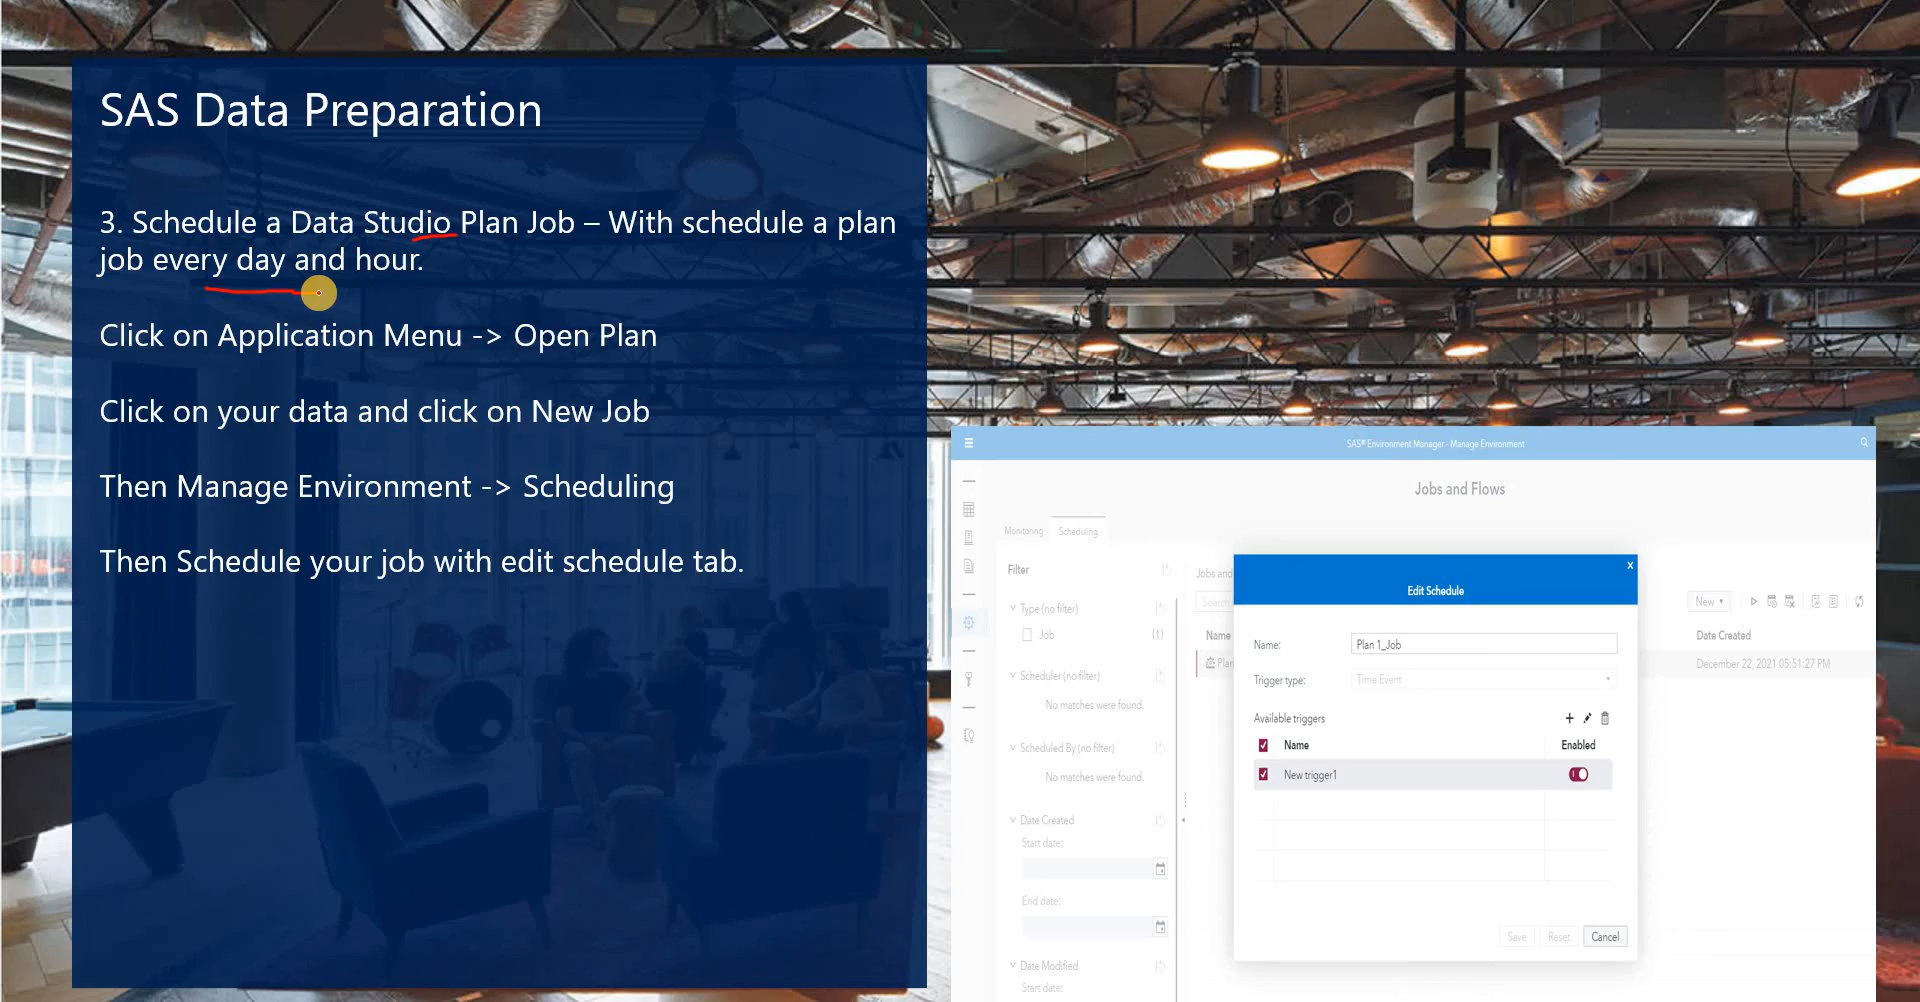 SAS Data Preparation
3. Schedule a Data Studio Plan Job – With schedule a plan
job every day and hour.
Click on Application Menu -> Open Plan
Click on your data and click on New Job
Then Manage Environment -> Scheduling
Then Schedule your job with edit schedule tab.
SAS® Environment Manager - Manage Environment
Jobs and Flows
Monitoring Scheduling
Filter
Jobs and
Type (no filter)
Search
New
Job (1)
Name
Date Created
Plan
December 22, 2021 05:51:27 PM
Scheduler (no filter)
No matches were found.
Scheduled By (no filter)
No matches were found.
Date Created
Start date:
End date:
Date Modified
Start date:
x
Edit Schedule
Name: Plan 1_Job
Trigger type: Time Event
Available triggers
Name Enabled
New trigger1
Save Reset Cancel